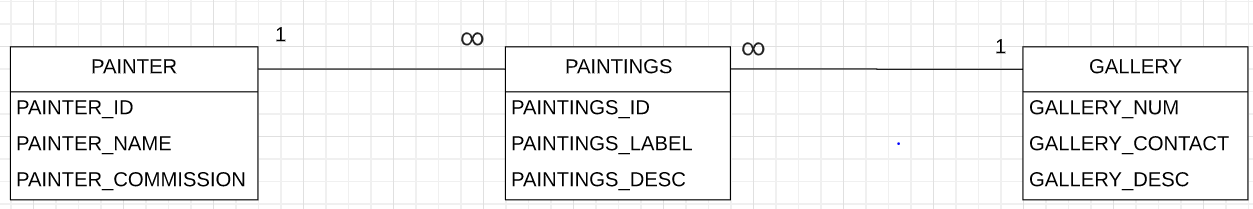 1
∞
∞
1
PAINTER
PAINTINGS
GALLERY
PAINTER_ID
PAINTER_NAME
PAINTER_COMMISSION
PAINTINGS_ID
PAINTINGS_LABEL
PAINTINGS_DESC
GALLERY_NUM
GALLERY_CONTACT
GALLERY_DESC